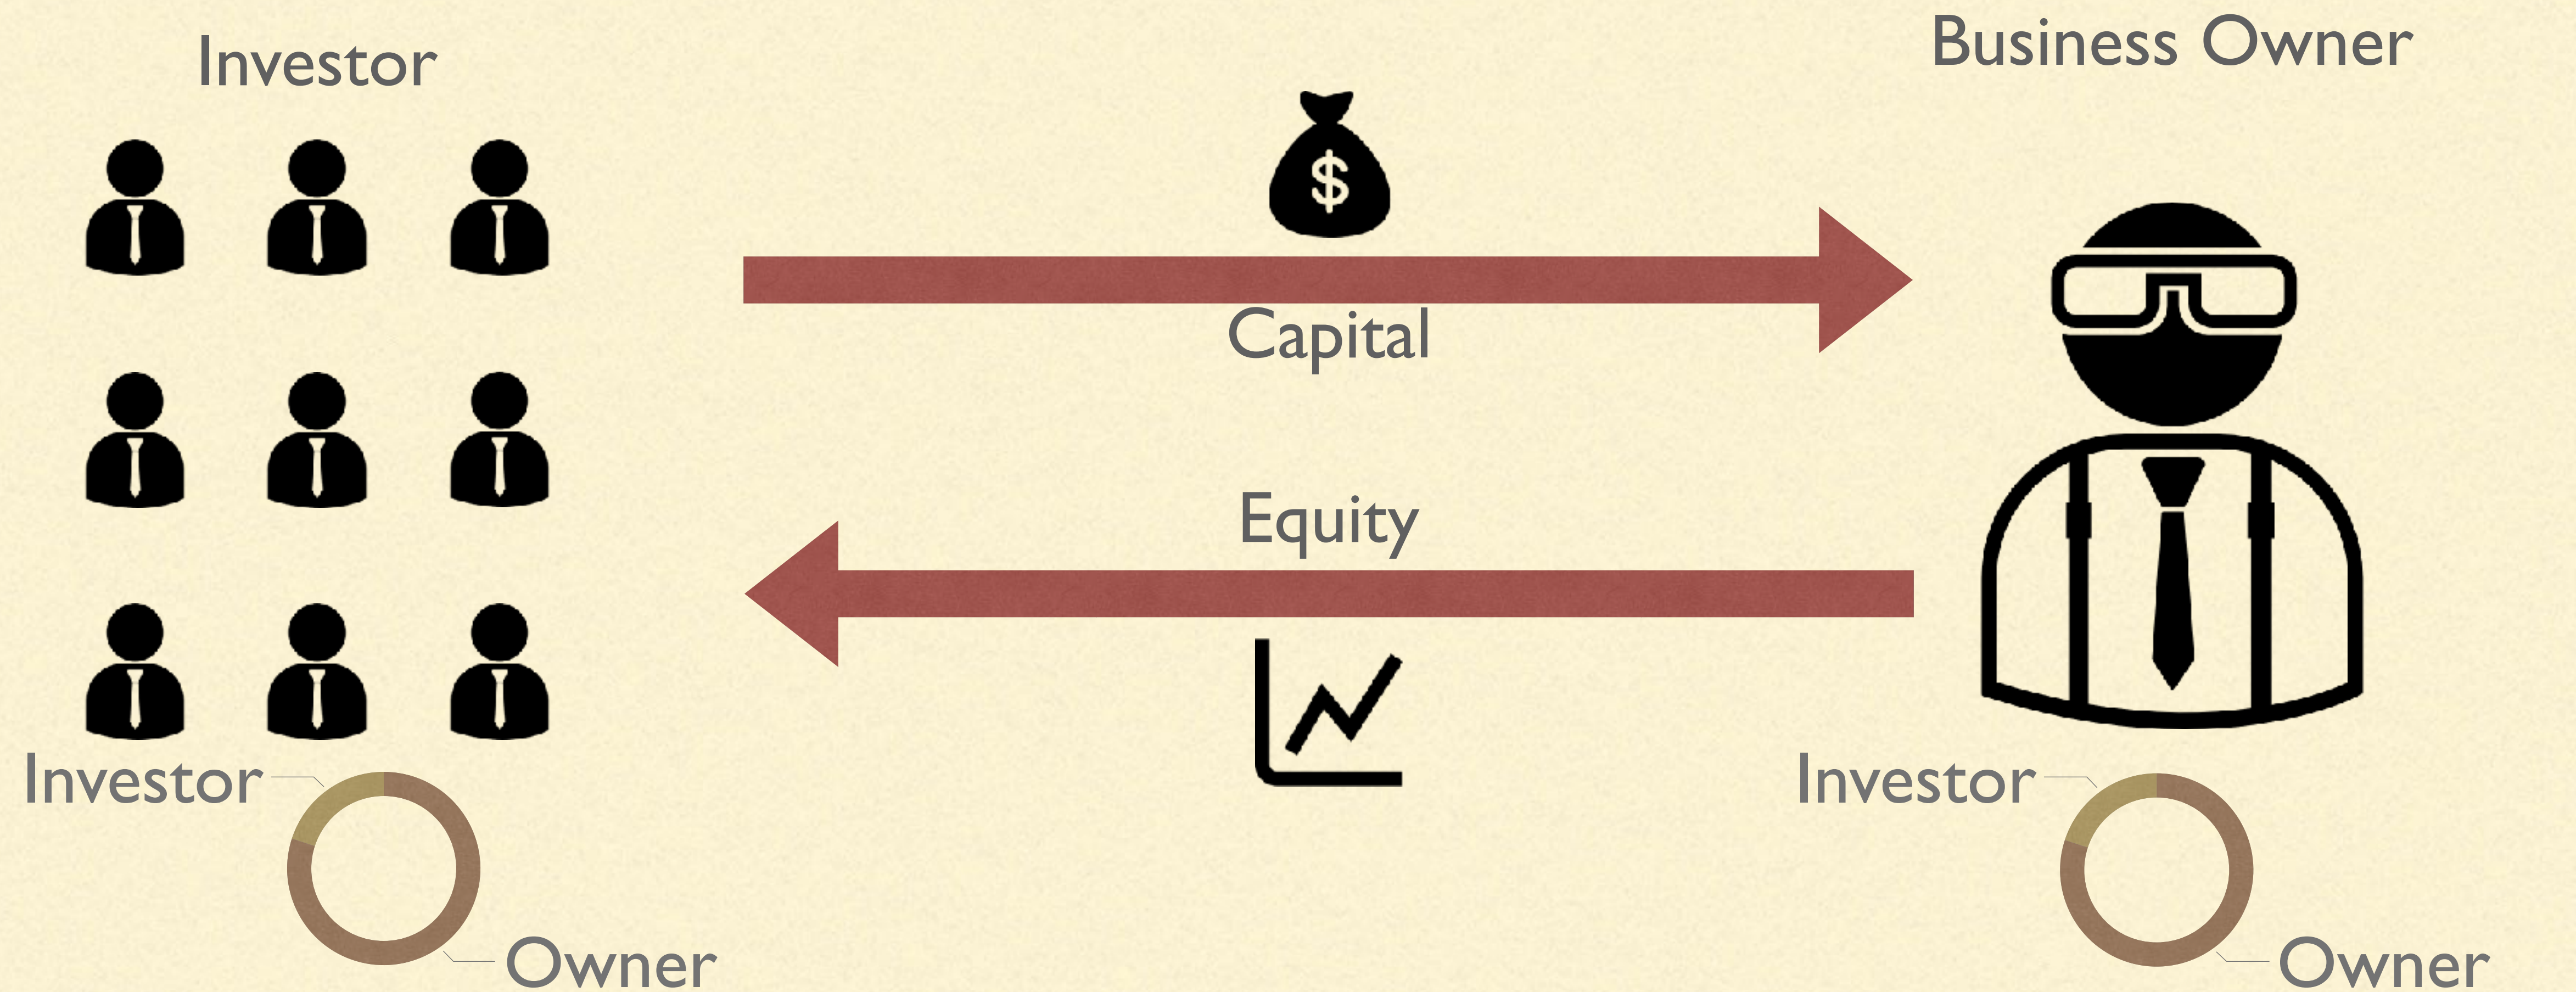 Investor
Business Owner
$
Capital
Equity
Investor
Owner
Investor
Owner